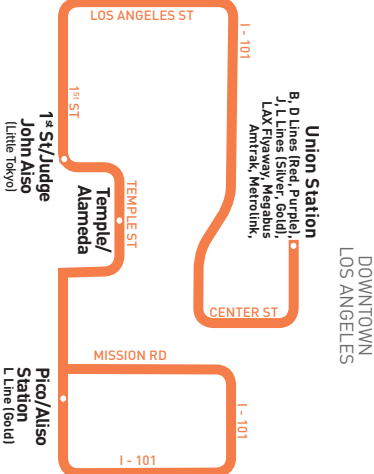 DOWNTOWN
LOS ANGELES
Union Station
B, D Lines (Red, Purple),
J, L Lines (Silver, Gold),
LAX Flyaway, Megabus
Amtrak, Metrolink,
I - 101
LOS ANGELES ST
CENTER ST
1ST ST
1st St/Judge
John Aiso
(Little Tokyo)
TEMPLE ST
Temple/
Alameda
MISSION RD
I - 101
I - 101
Pico/Aliso
Station
L Line (Gold)